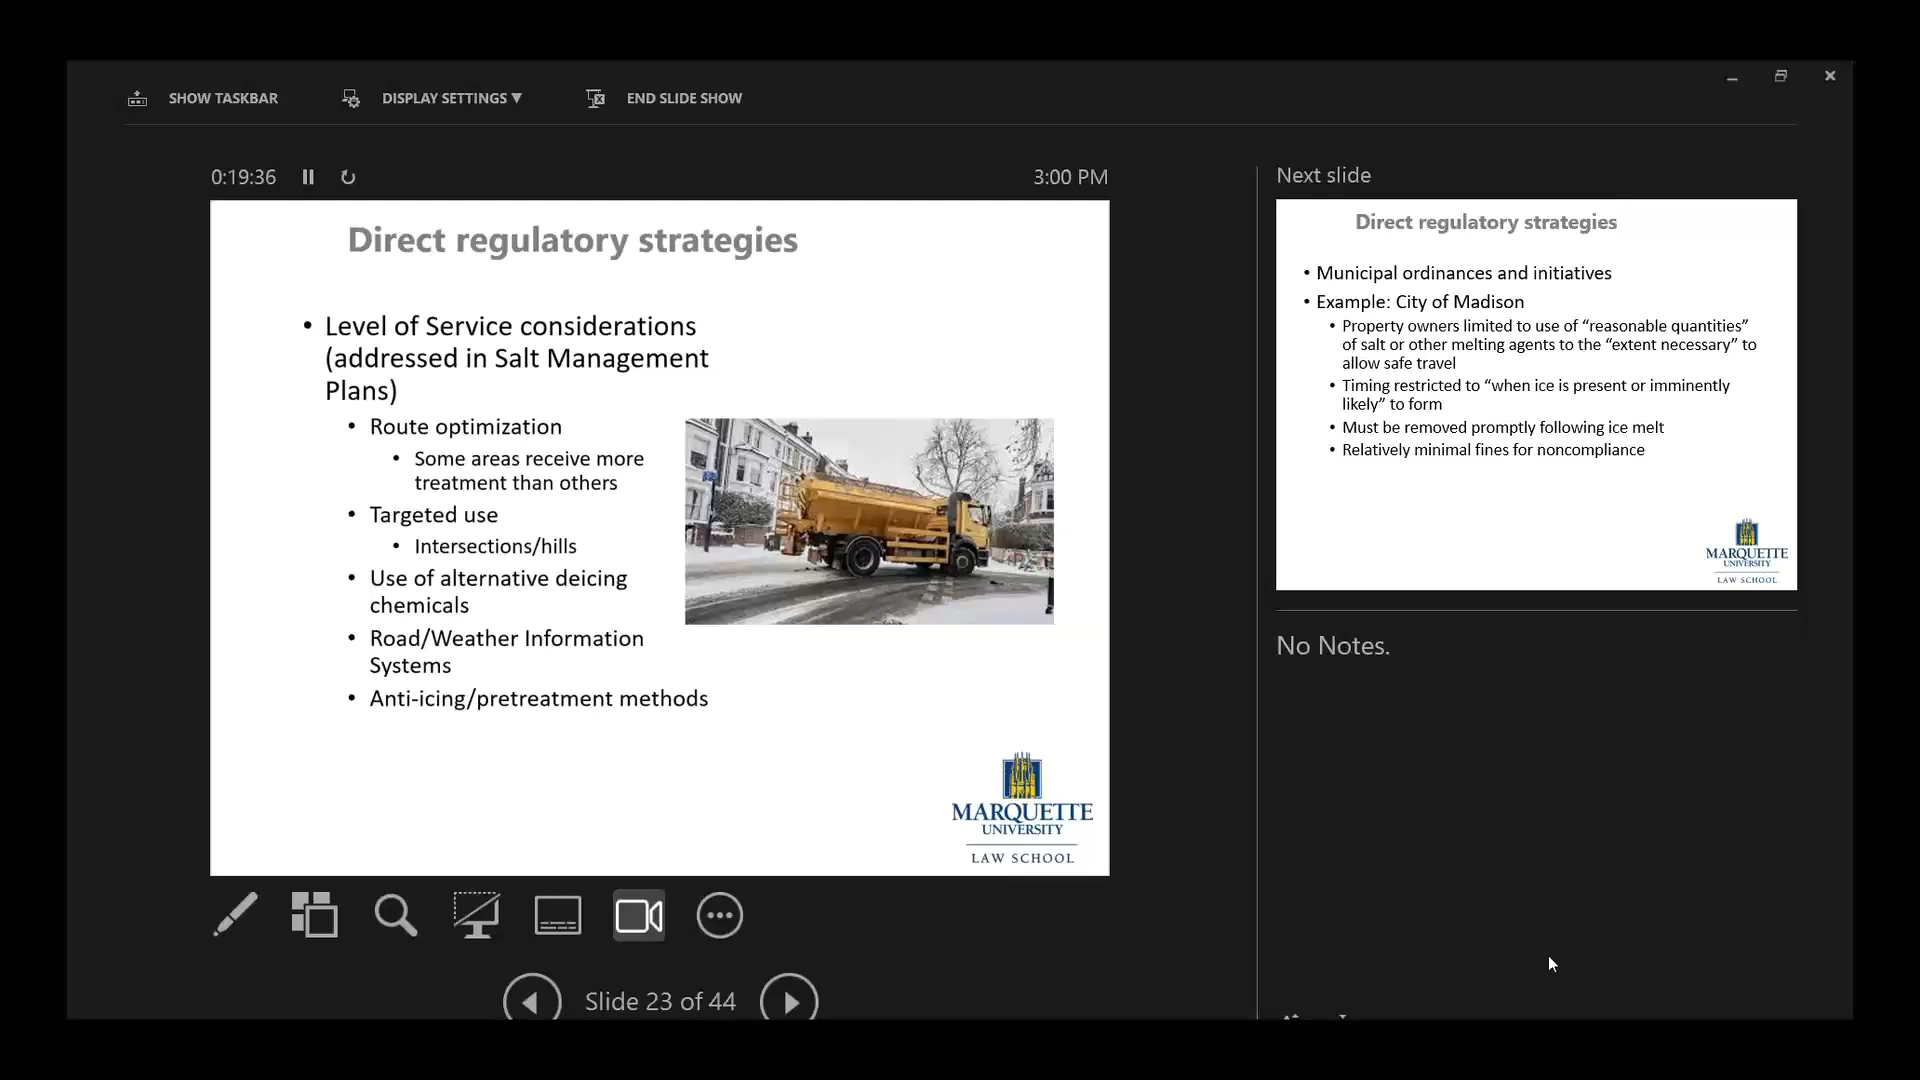 SHOW TASKBAR
DISPLAY SETTINGS ▼
END SLIDE SHOW
0:19:36
3:00 PM
Direct regulatory strategies
• Level of Service considerations
(addressed in Salt Management
Plans)
• Route optimization
• Some areas receive more
treatment than others
• Targeted use
• Intersections/hills
• Use of alternative deicing
chemicals
• Road/Weather Information
Systems
• Anti-icing/pretreatment methods
MARQUETTE
UNIVERSITY
LAW SCHOOL
Slide 23 of 44
Next slide
Direct regulatory strategies
• Municipal ordinances and initiatives
• Example: City of Madison
• Property owners limited to use of “reasonable quantities”
of salt or other melting agents to the “extent necessary” to
allow safe travel
• Timing restricted to “when ice is present or imminently
likely” to form
• Must be removed promptly following ice melt
• Relatively minimal fines for noncompliance
MARQUETTE
UNIVERSITY
LAW SCHOOL
No Notes.